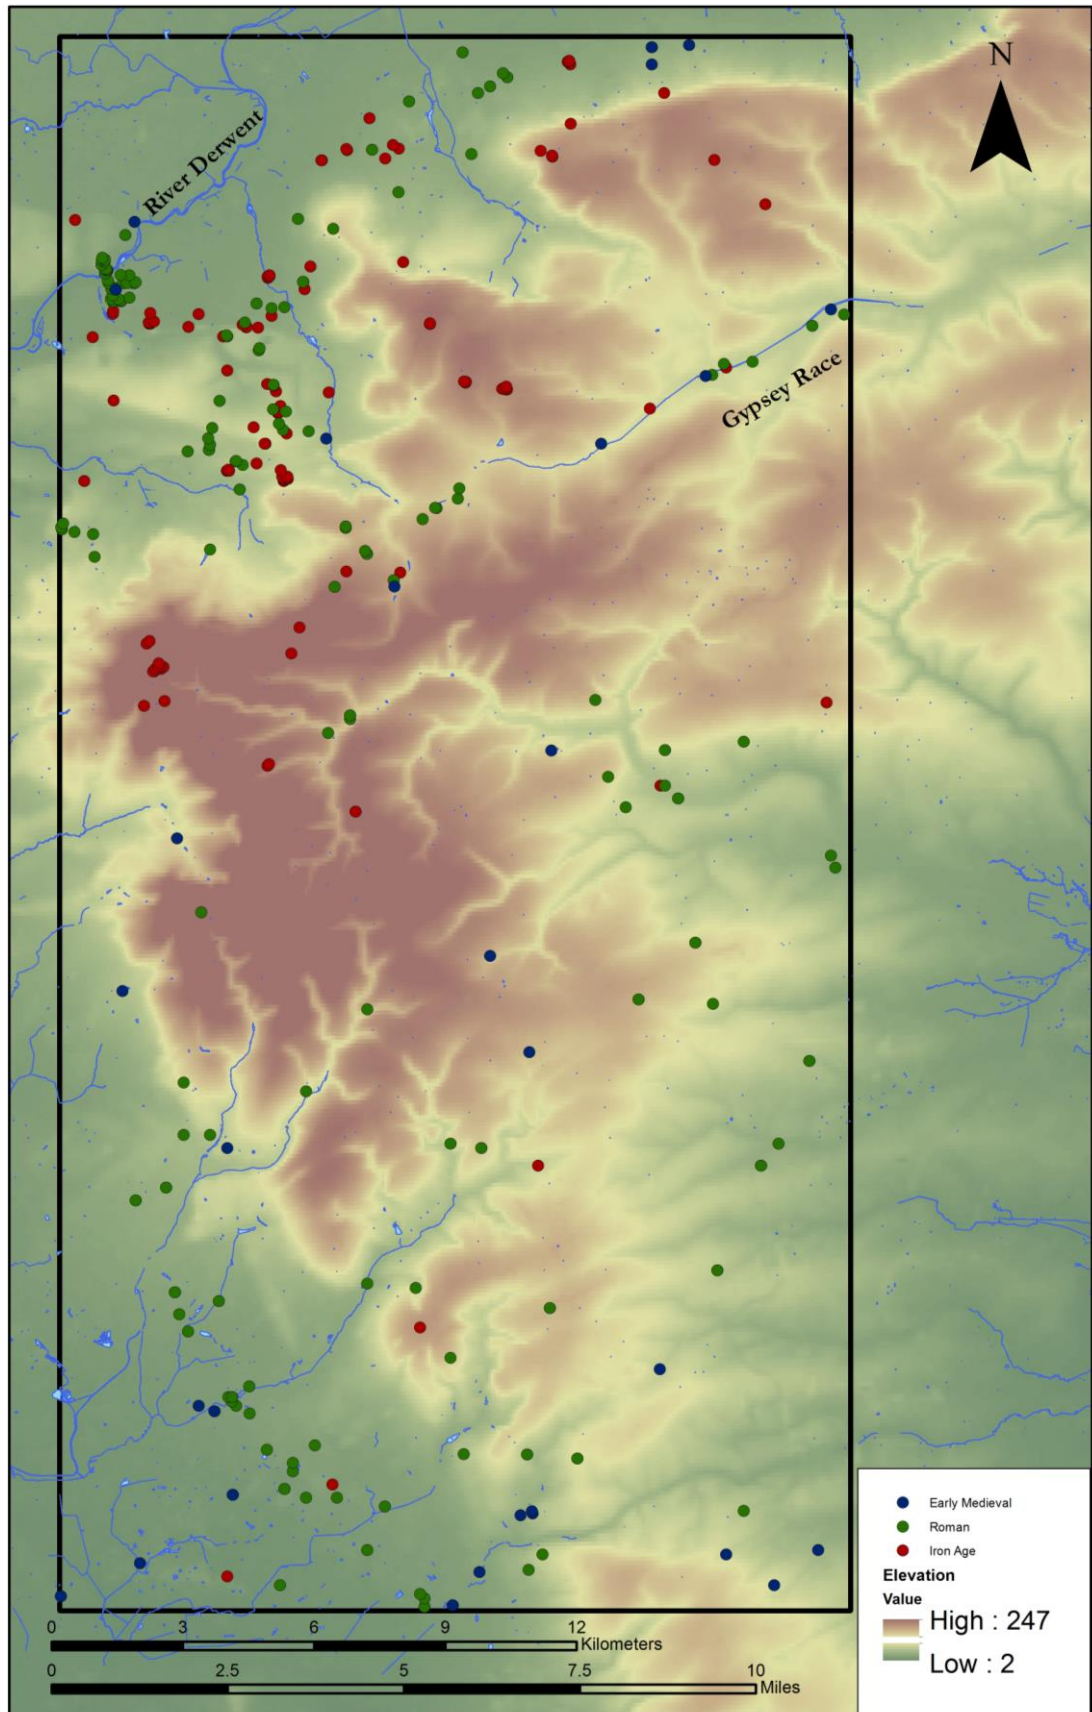 N
River Derwent
Gypsey Race
Early Medieval
Roman
Iron Age
Elevation
Value
High : 247
Low : 2
0 3 6 9 12
Kilometers
0 2.5 5 7.5 10
Miles